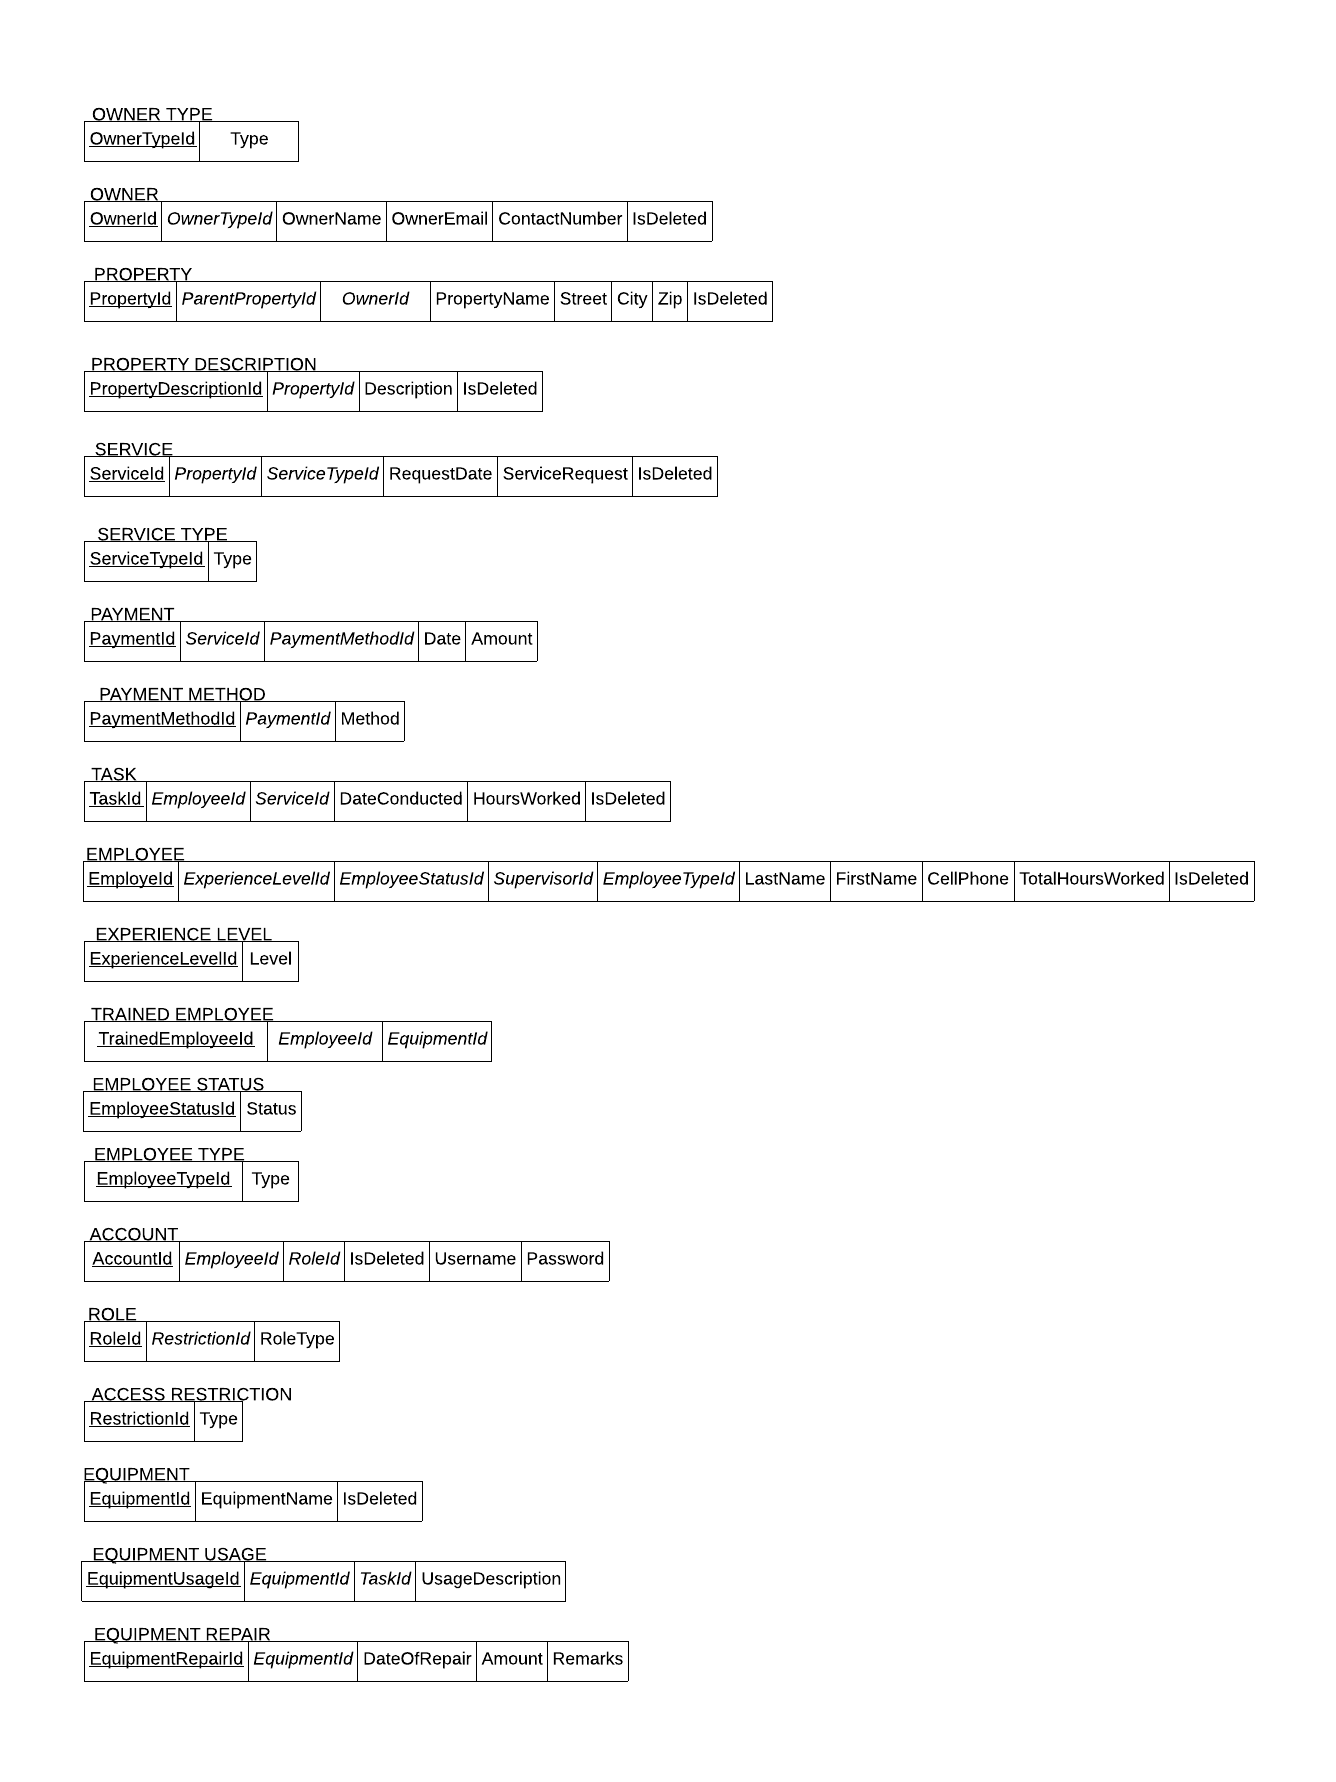 OWNER TYPE
OwnerTypeId Type
OWNER
OwnerId OwnerTypeId OwnerName OwnerEmail ContactNumber IsDeleted
PROPERTY
PropertyId ParentPropertyId OwnerId PropertyName Street City Zip IsDeleted
PROPERTY DESCRIPTION
PropertyDescriptionId PropertyId Description IsDeleted
SERVICE
ServiceId PropertyId ServiceTypeId RequestDate ServiceRequest IsDeleted
SERVICE TYPE
ServiceTypeId Type
PAYMENT
PaymentId ServiceId PaymentMethodId Date Amount
PAYMENT METHOD
PaymentMethodId PaymentId Method
TASK
TaskId EmployeeId ServiceId DateConducted HoursWorked IsDeleted
EMPLOYEE
EmployeId ExperienceLevelId EmployeeStatusId SupervisorId EmployeeTypeId LastName FirstName CellPhone TotalHoursWorked IsDeleted
EXPERIENCE LEVEL
ExperienceLevelId Level
TRAINED EMPLOYEE
TrainedEmployeeId EmployeeId EquipmentId
EMPLOYEE STATUS
EmployeeStatusId Status
EMPLOYEE TYPE
EmployeeTypeId Type
ACCOUNT
AccountId EmployeeId RoleId IsDeleted Username Password
ROLE
RoleId RestrictionId RoleType
ACCESS RESTRICTION
RestrictionId Type
EQUIPMENT
EquipmentId EquipmentName IsDeleted
EQUIPMENT USAGE
EquipmentUsageId EquipmentId TaskId UsageDescription
EQUIPMENT REPAIR
EquipmentRepairId EquipmentId DateOfRepair Amount Remarks